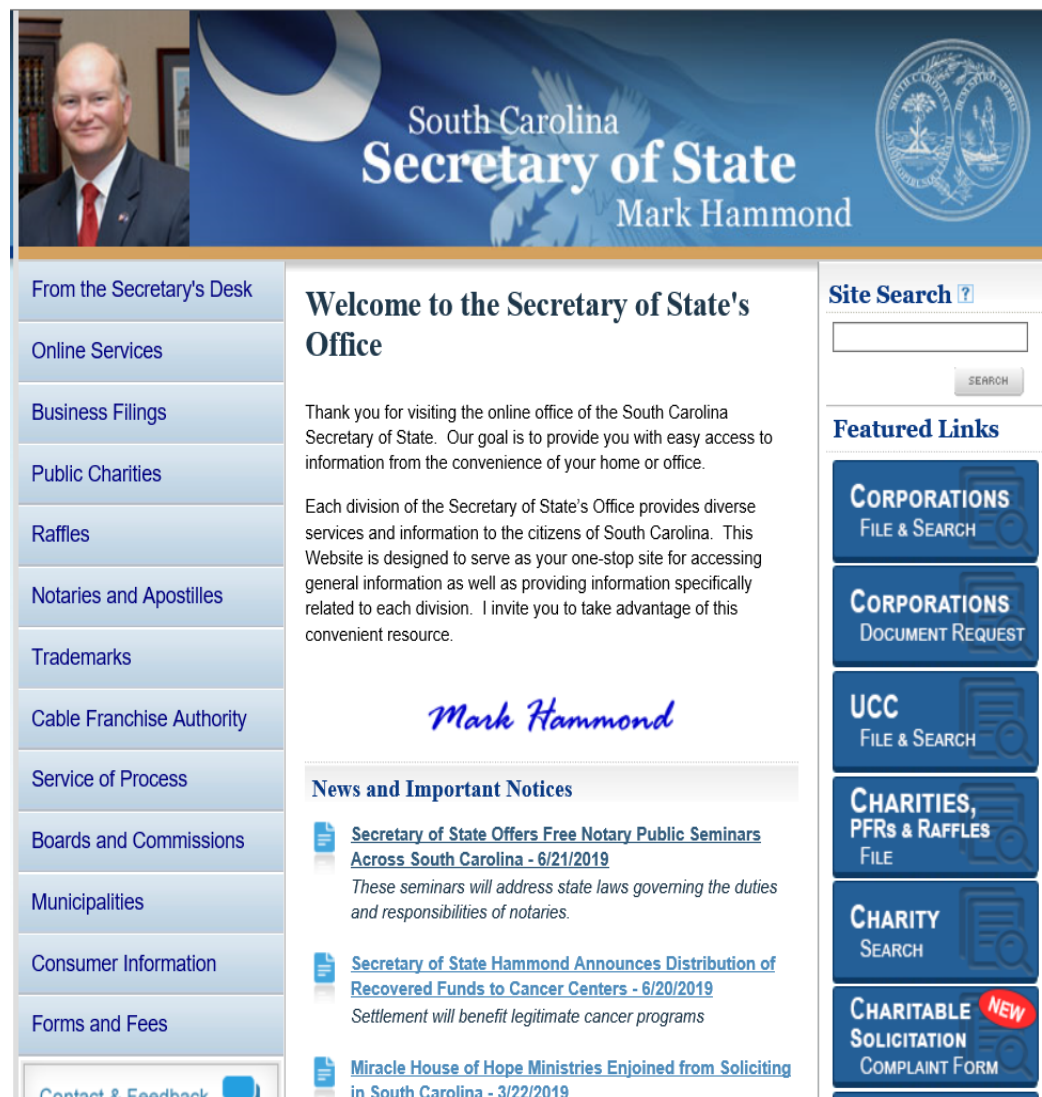 South Carolina
Secretary of State
Mark Hammond
From the Secretary's Desk
Online Services
Business Filings
Public Charities
Raffles
Notaries and Apostilles
Trademarks
Cable Franchise Authority
Service of Process
Boards and Commissions
Municipalities
Consumer Information
Forms and Fees
Contact & Feedback
Welcome to the Secretary of State's
Office
Thank you for visiting the online office of the South Carolina
Secretary of State.  Our goal is to provide you with easy access to
information from the convenience of your home or office.
Each division of the Secretary of State’s Office provides diverse
services and information to the citizens of South Carolina.  This
Website is designed to serve as your one-stop site for accessing
general information as well as providing information specifically
related to each division.  I invite you to take advantage of this
convenient resource.
Mark Hammond
News and Important Notices
Secretary of State Offers Free Notary Public Seminars
Across South Carolina - 6/21/2019
These seminars will address state laws governing the duties
and responsibilities of notaries.
Secretary of State Hammond Announces Distribution of
Recovered Funds to Cancer Centers - 6/20/2019
Settlement will benefit legitimate cancer programs
Miracle House of Hope Ministries Enjoined from Soliciting
in South Carolina - 3/22/2019
Site Search ?
SEARCH
Featured Links
CORPORATIONS
FILE & SEARCH
CORPORATIONS
DOCUMENT REQUEST
UCC
FILE & SEARCH
CHARITIES,
PFRS & RAFFLES
FILE
CHARITY
SEARCH
CHARITABLE NEW
SOLICITATION
COMPLAINT FORM